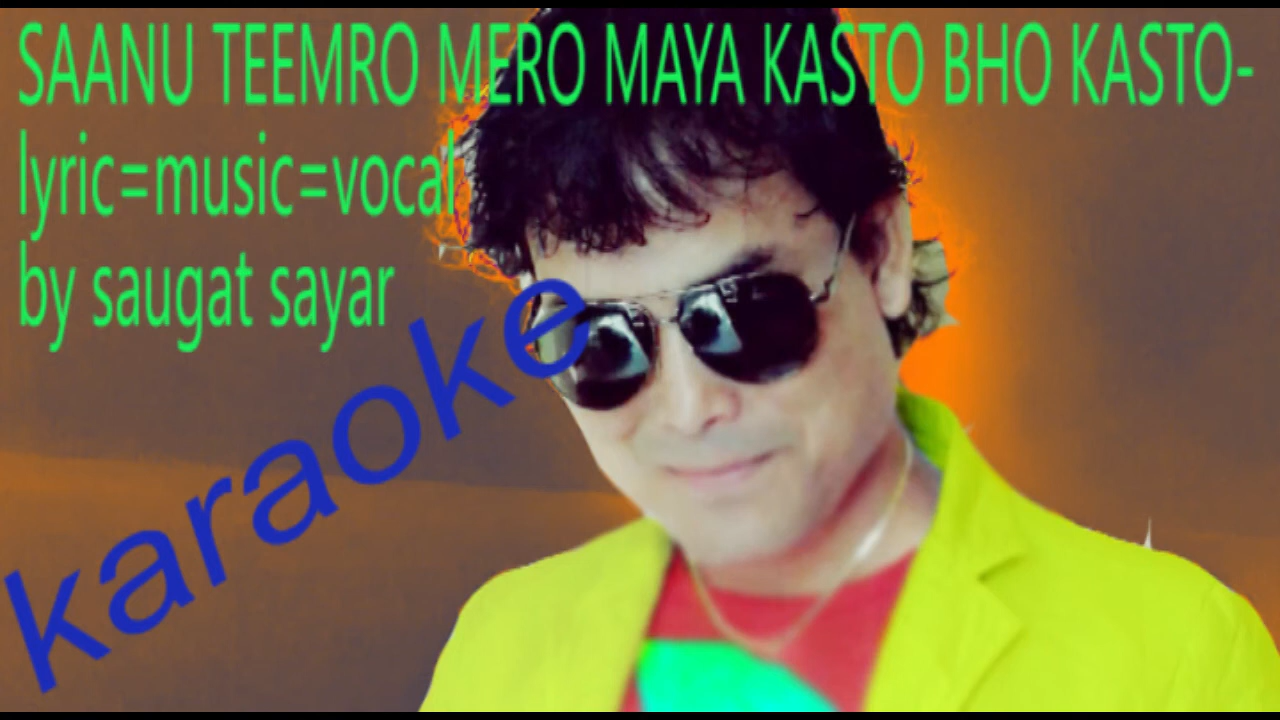 SAANU TEEMRO MERO MAYA KASTO BHO KASTO-
lyric=music=vocal
by saugat sayar
karaoke